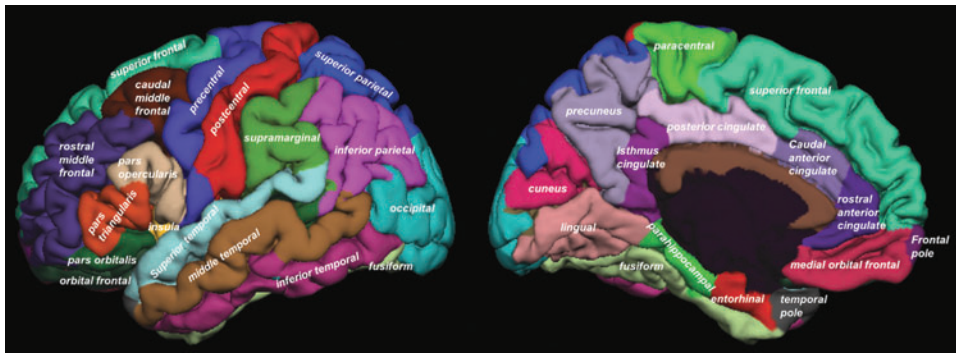 superior frontal
caudal
middle
frontal
precentral
postcentral
superior parietal
supramarginal
inferior parietal
rostral
middle
frontal
pars
opercularis
pars
triangularis
insula
Superior temporal
middle temporal
occipital
pars orbitalis
orbital frontal
inferior temporal
fusiform
paracentral
superior frontal
precuneus
posterior cingulate
Isthmus
cingulate
Caudal
anterior
cingulate
cuneus
rostral
anterior
cingulate
lingual
parahippocampal
Frontal
pole
medial orbital frontal
fusiform
entorhinal
temporal
pole